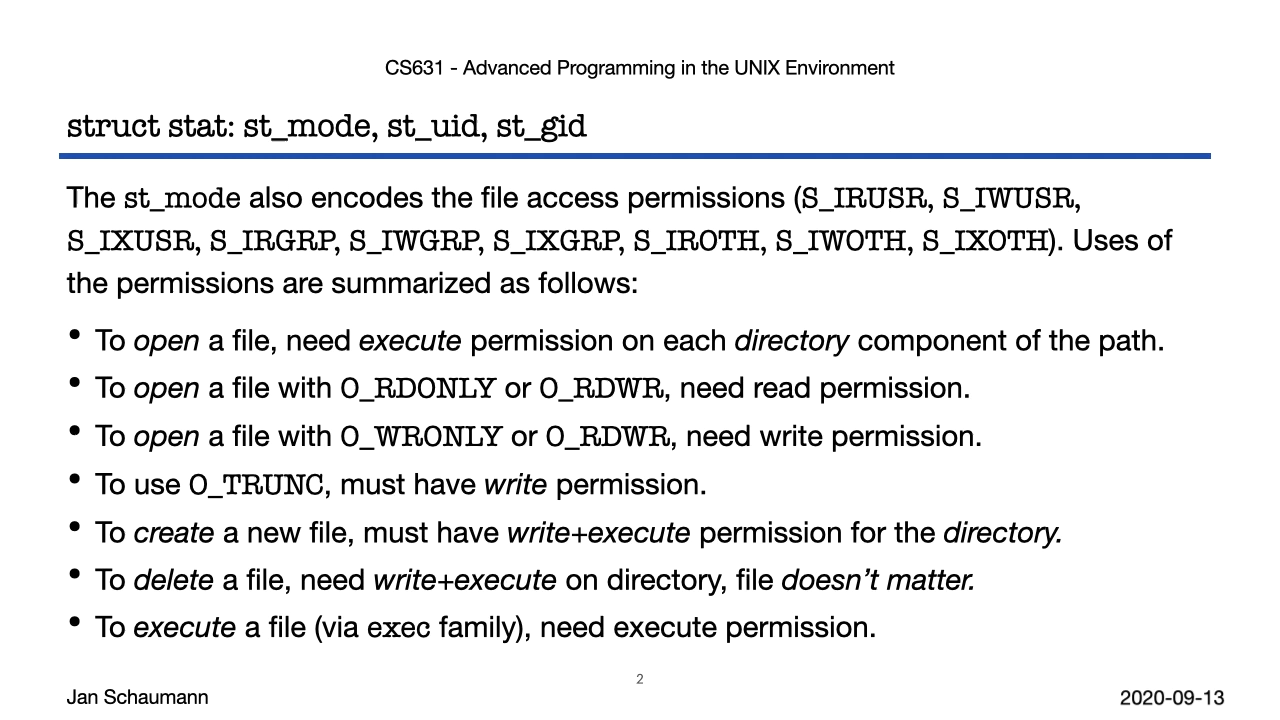 CS631 - Advanced Programming in the UNIX Environment
struct stat: st_mode, st_uid, st_gid
The st_mode also encodes the file access permissions (S_IRUSR, S_IWUSR,
S_IXUSR, S_IRGRP, S_IWGRP, S_IXGRP, S_IROTH, S_IWOTH, S_IXOTH). Uses of
the permissions are summarized as follows:
• To open a file, need execute permission on each directory component of the path.
• To open a file with O_RDONLY or O_RDWR, need read permission.
• To open a file with O_WRONLY or O_RDWR, need write permission.
• To use O_TRUNC, must have write permission.
• To create a new file, must have write+execute permission for the directory.
• To delete a file, need write+execute on directory, file doesn’t matter.
• To execute a file (via exec family), need execute permission.
2
Jan Schaumann
2020-09-13